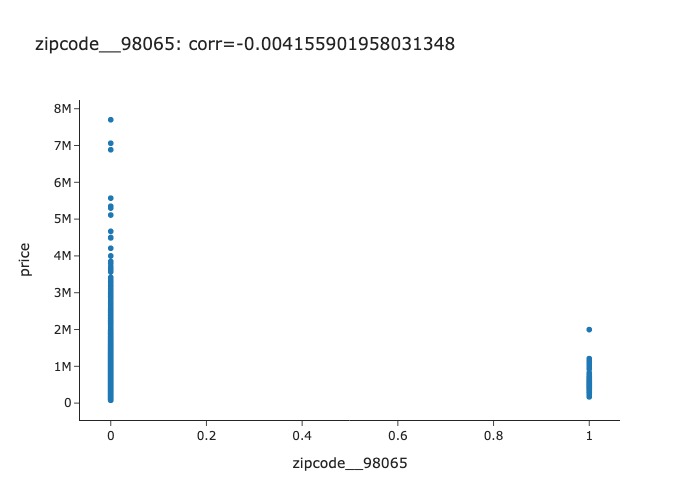 zipcode__98065: corr=-0.004155901958031348
8M
7M
6M
5M
4M
3M
2M
1M
0
price
0
0.2
0.4
0.6
0.8
1
zipcode__98065